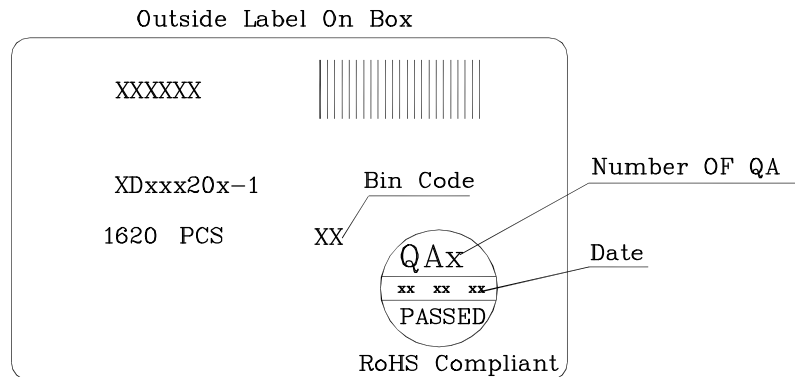 Outside Label On Box
XXXXXX
XDxxx20x-1
Bin Code
Number OF QA
1620 PCS
XX
QAx
Date
xx xx xx
PASSED
RoHS Compliant